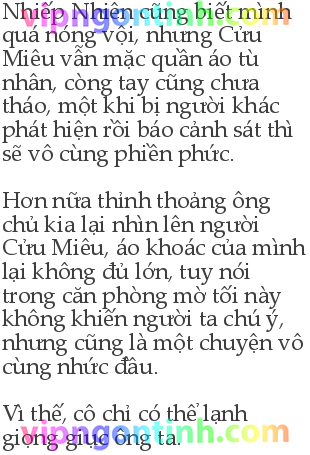 Nhiếp Nhiên cũng biết mình
quá nóng vội, nhưng Cửu
Miêu vẫn mặc quần áo tù
nhân, còng tay cũng chưa
tháo, một khi bị người khác
phát hiện rồi báo cảnh sát thì
sẽ vô cùng phiền phức.

Hơn nữa thỉnh thoảng ông
chủ kia lại nhìn lên người
Cửu Miêu, áo khoác của mình
lại không đủ lớn, tuy nói
trong căn phòng mờ tối này
không khiến người ta chú ý,
nhưng cũng là một chuyện vô
cùng nhức đầu.

Vì thế, cô chỉ có thể lạnh
giọng giục ông ta.
vipngontinh.com
vipngontinh.com